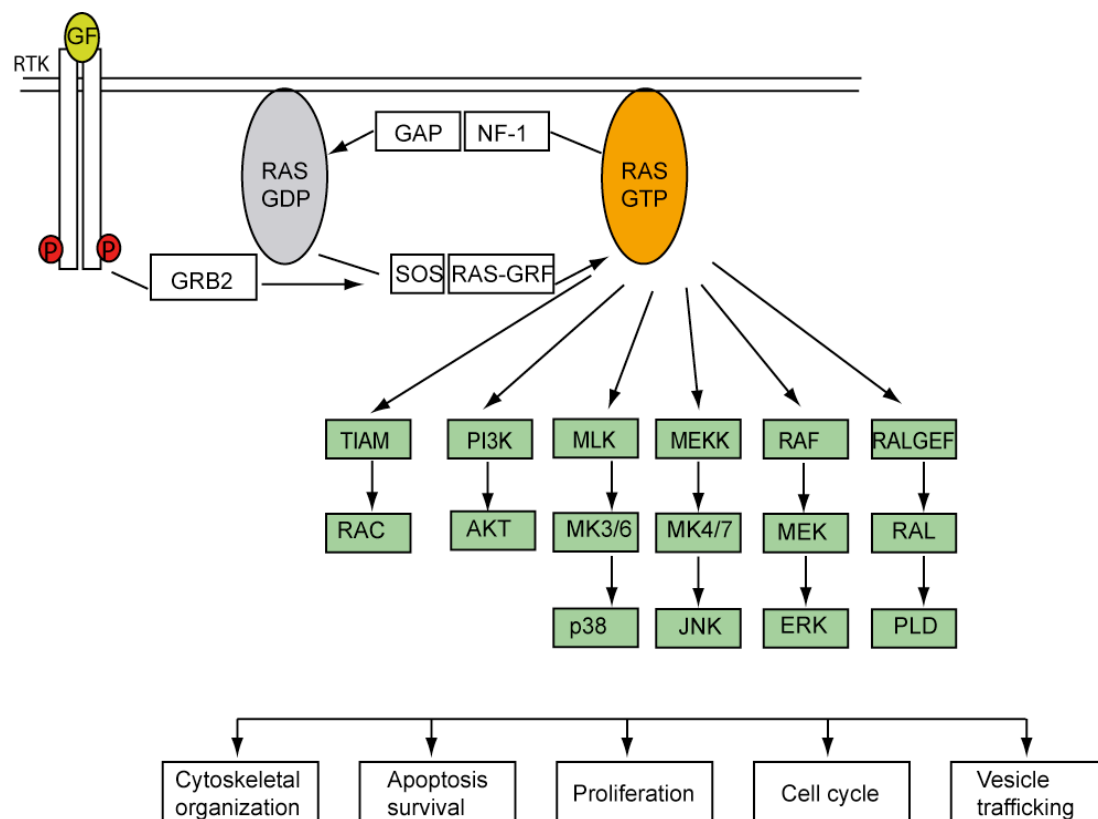 GF
RTK
GAP
NF-1
RAS
GDP
RAS
GTP
P
P
GRB2
SOS
RAS-GRF
TIAM
PI3K
MLK
MEKK
RAF
RALGEF
RAC
AKT
MK3/6
MK4/7
MEK
RAL
p38
JNK
ERK
PLD
Cytoskeletal
organization
Apoptosis
survival
Proliferation
Cell cycle
Vesicle
trafficking